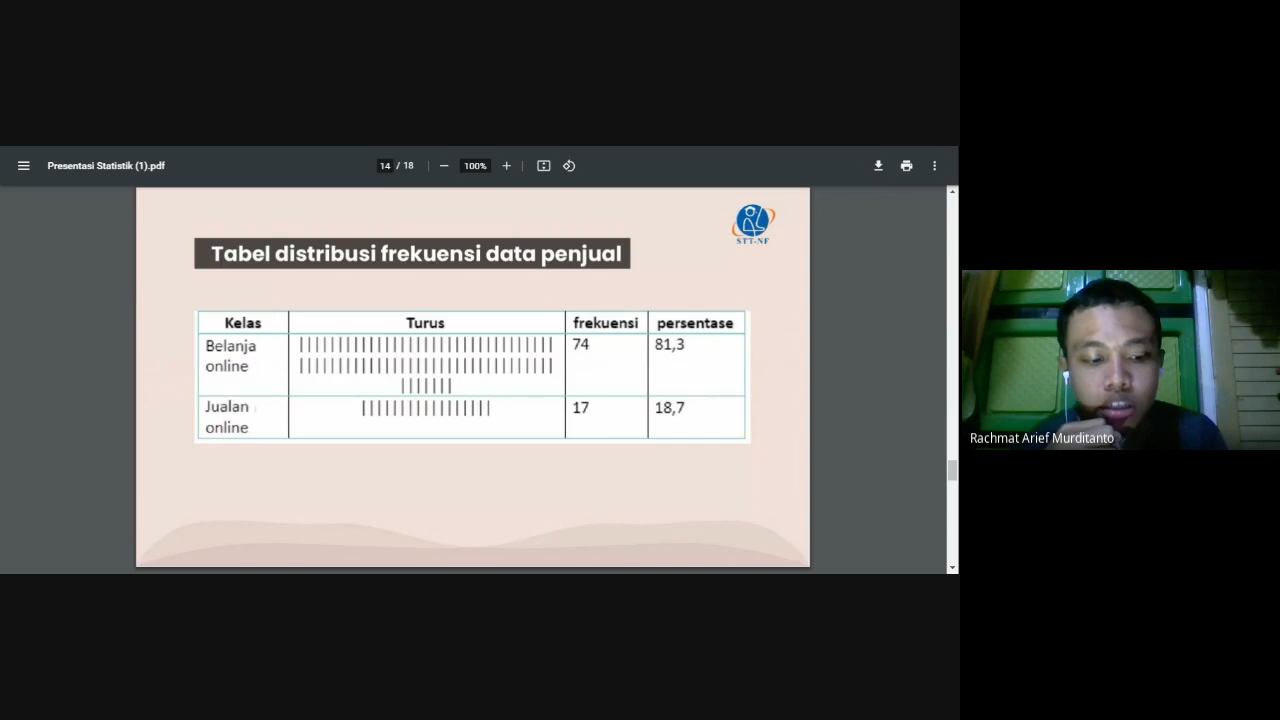 Presentasi Statistik (1).pdf
14 / 18
100%
STT-NF
Tabel distribusi frekuensi data penjual
Kelas Turus frekuensi persentase
Belanja online |||||||||||||||||||||||||||||||||| 74 81,3
||||||||||||||||||||||||||||||||||
|||||||
Jualan online ||||||||||||||||| 17 18,7
Rachmat Arief Murditanto